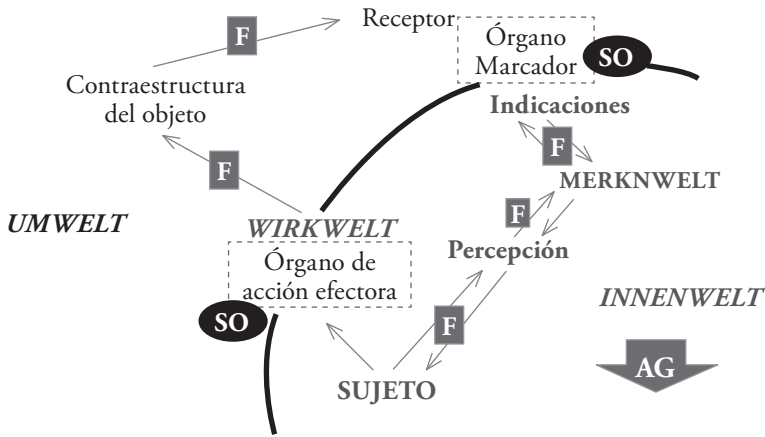 Receptor
F
Órgano
Marcador
SO
Contraestructura
del objeto
Indicaciones
F
F
MERKNWELT
F
UMWELT
WIRKWELT
Percepción
Órgano de
acción efectora
INNENWELT
SO
F
AG
SUJETO